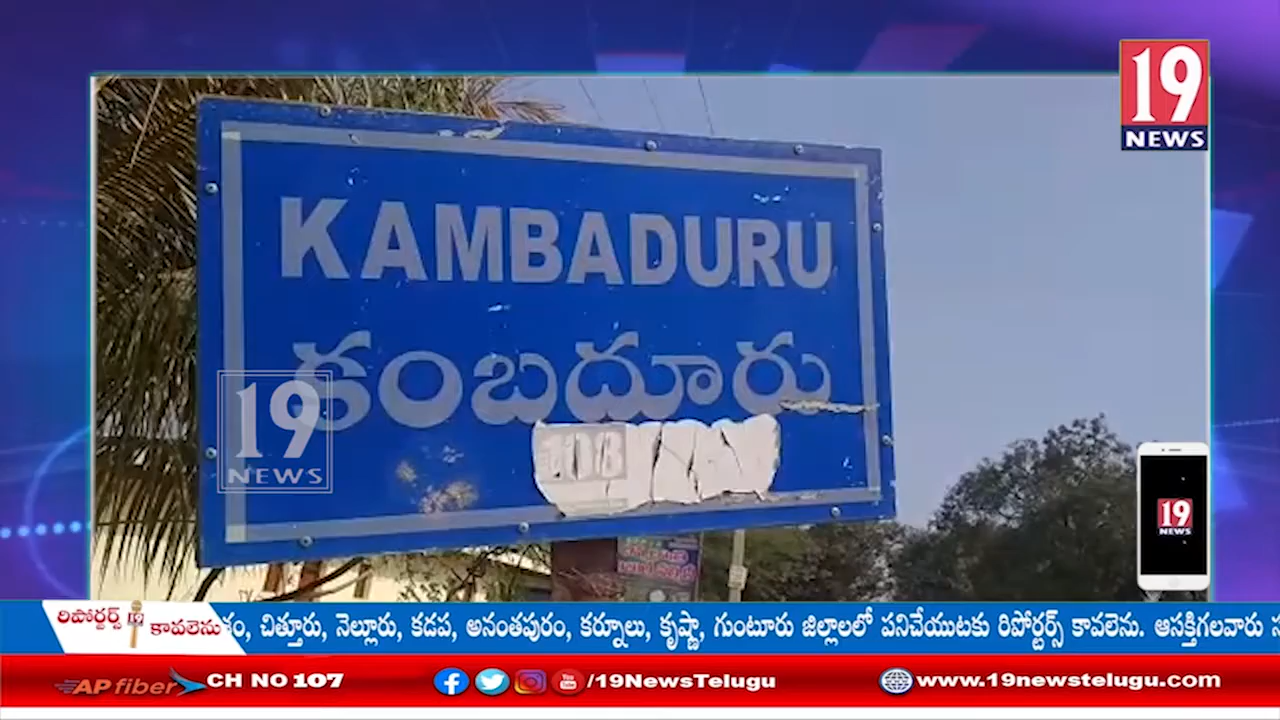 19
NEWS
KAMBADURU
కంబదూరు
108
19
NEWS
19
NEWS
రిపోర్టర్స్ కావలెను
చిత్తూరు, నెల్లూరు, కడప, అనంతపురం, కర్నూలు, కృష్ణా, గుంటూరు జిల్లాలలో పనిచేయుటకు రిపోర్టర్స్ కావలెను. ఆసక్తిగలవారు
AP fiber CH NO 107 /19NewsTelugu www.19newstelugu.com